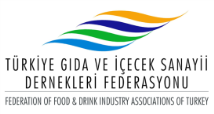 TÜRKİYE GIDA VE İÇECEK SANAYİİ
DERNEKLERİ FEDERASYONU
FEDERATION OF FOOD & DRINK INDUSTRY ASSOCIATIONS OF TURKEY